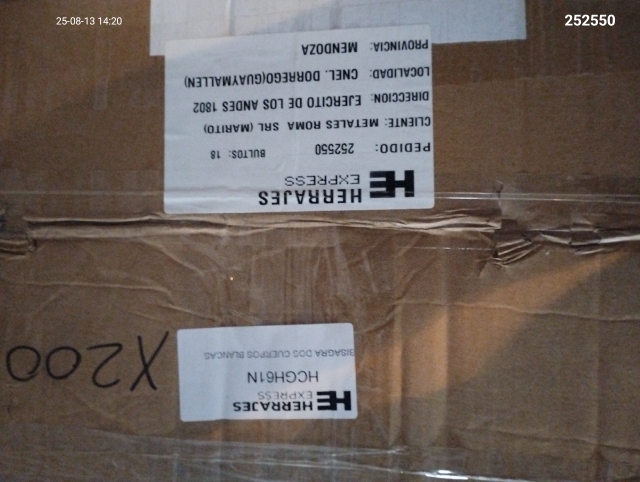 25-08-13 14:20
252550
HERRAJES
EXPRESS
HE
PEDIDO: 252550 BULTOS: 18
CLIENTE: METALES ROMA SRL (MARITO)
DIRECCION: EJERCITO DE LOS ANDES 1802
LOCALIDAD: CNEL. DORREGO(GUAYMALLEN)
PROVINCIA: MENDOZA
HERRAJES
EXPRESS
HE
HCGH61N
BISAGRA DOS CUERPOS BLANCAS
X200